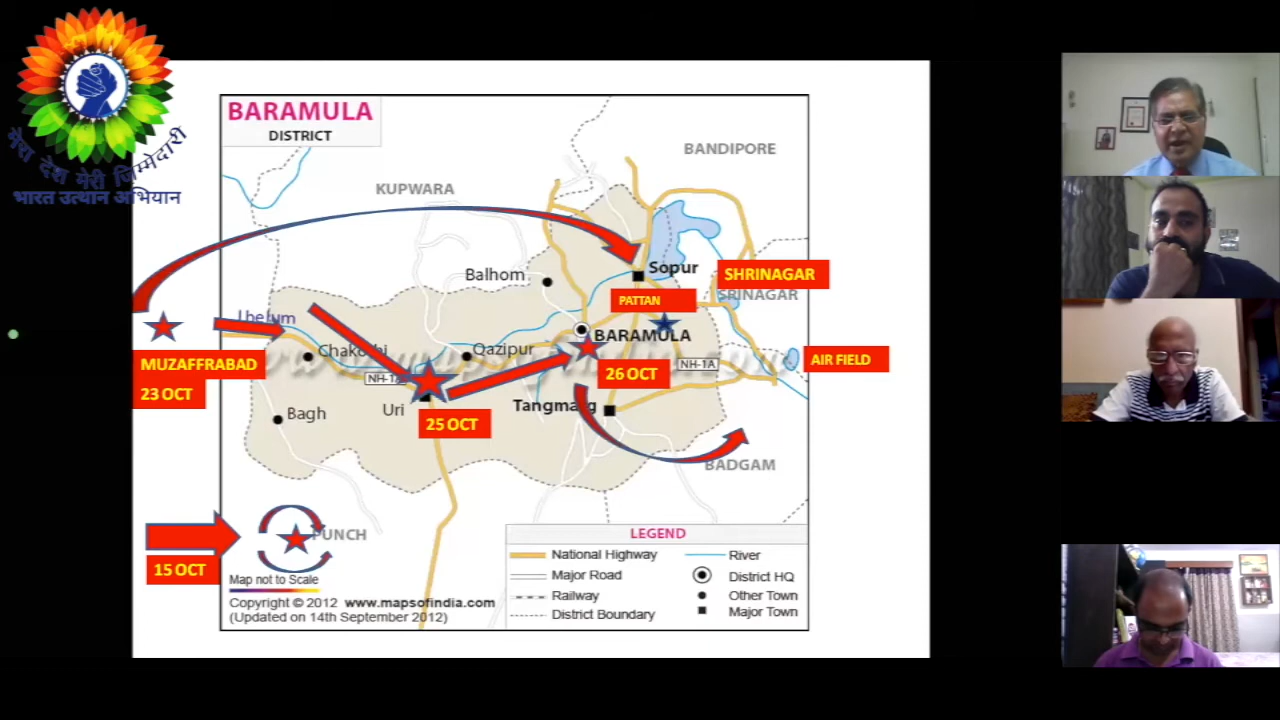 मेरा देश मेरी जिम्मेदारी
भारत उत्थान अभियान
BARAMULA
DISTRICT
BANDIPORE
KUPWARA
Balhom
Sopur
SHRINAGAR
SRINAGAR
PATTAN
Jhelum
BARAMULA
Chakothi
Qazipur
MUZAFFRABAD
23 OCT
NH-1A
26 OCT
NH-1A
AIR FIELD
Bagh
Uri
Tangmarg
25 OCT
BADGAM
PUNCH
15 OCT
Map not to Scale
Copyright © 2012 www.mapsofindia.com
(Updated on 14th September 2012)
LEGEND
National Highway
River
Major Road
District HQ
Railway
Other Town
District Boundary
Major Town